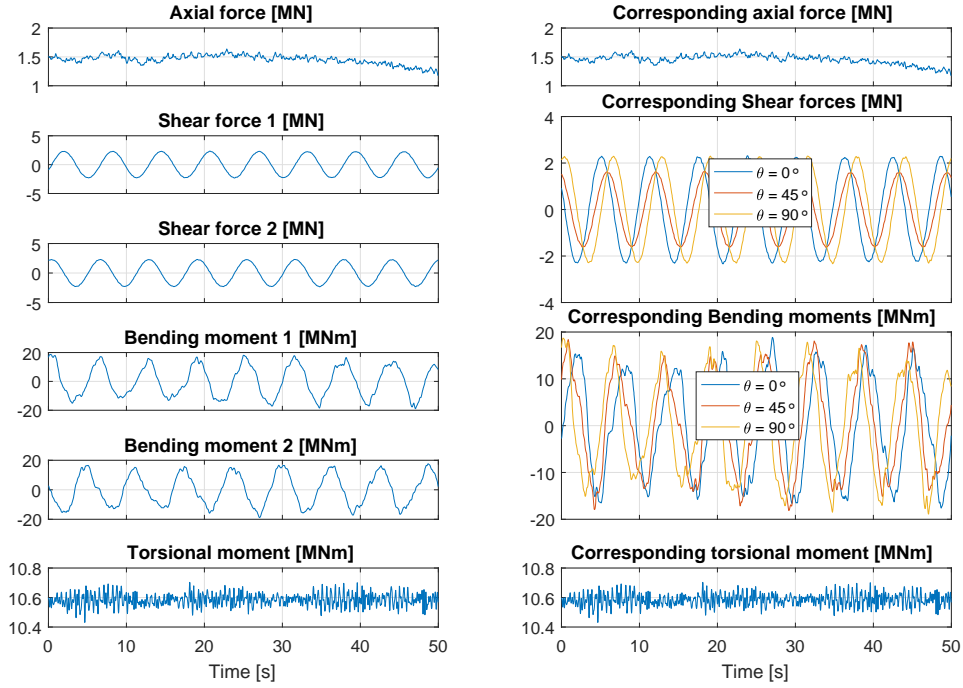 Axial force [MN]
2
1.5
1
Shear force 1 [MN]
5
0
-5
Shear force 2 [MN]
5
0
-5
Bending moment 1 [MNm]
20
0
-20
Bending moment 2 [MNm]
20
0
-20
Torsional moment [MNm]
10.8
10.6
10.4
0 10 20 30 40 50
Time [s]
Corresponding axial force [MN]
2
1.5
1
Corresponding Shear forces [MN]
4
2
0
-2
-4
θ = 0°
θ = 45°
θ = 90°
Corresponding Bending moments [MNm]
20
10
0
-10
-20
θ = 0°
θ = 45°
θ = 90°
Corresponding torsional moment [MNm]
10.8
10.6
10.4
0 10 20 30 40 50
Time [s]